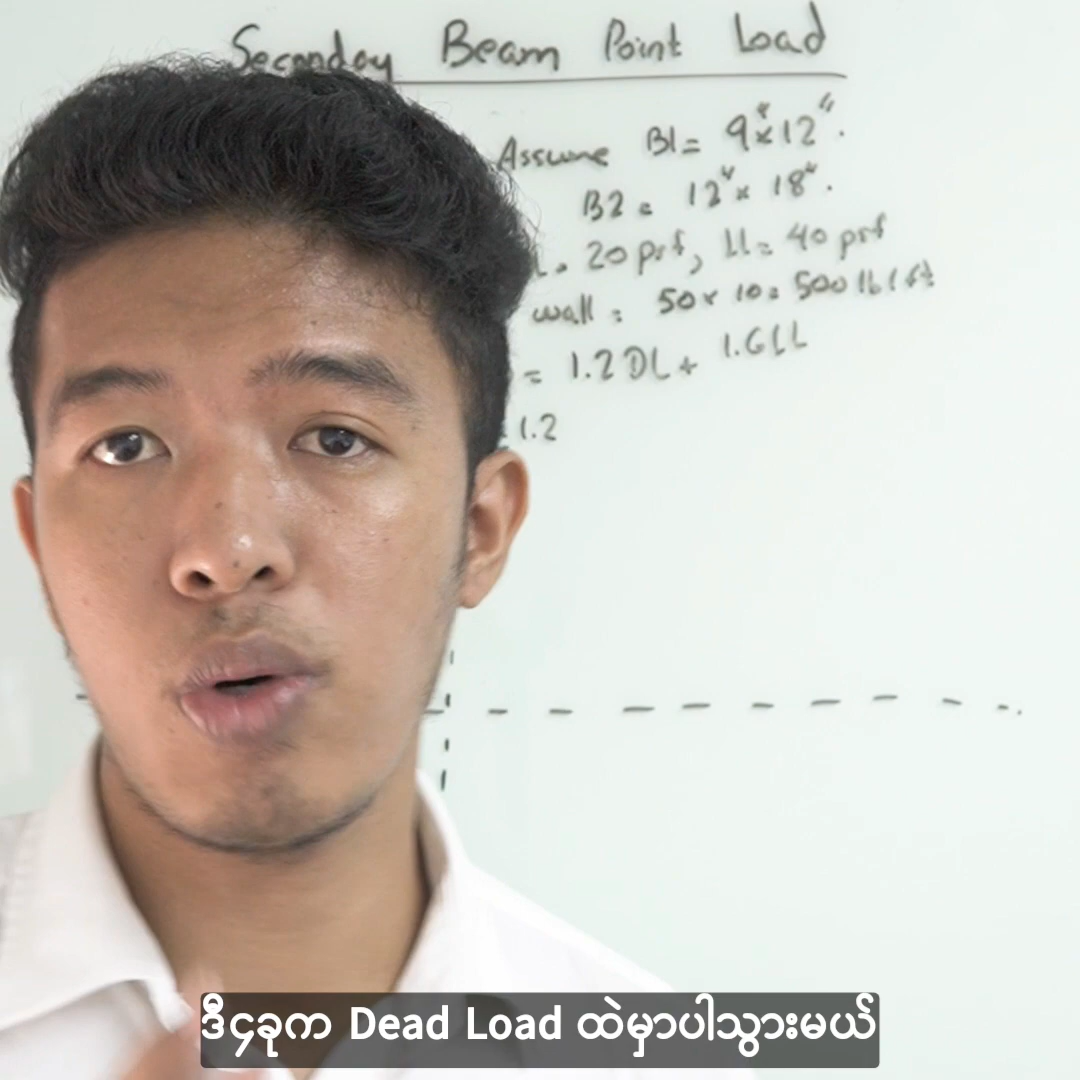 Seconday Beam Point Load
Assume B1= 9"x12".
B2= 12"x 18".
20 psf, LL= 40 psf
wall = 50x 10= 500 lb/ft
= 1.2DL+ 1.6LL
1.2
ဒီ၄ခုက Dead Load ထဲမှာပါသွားမယ်